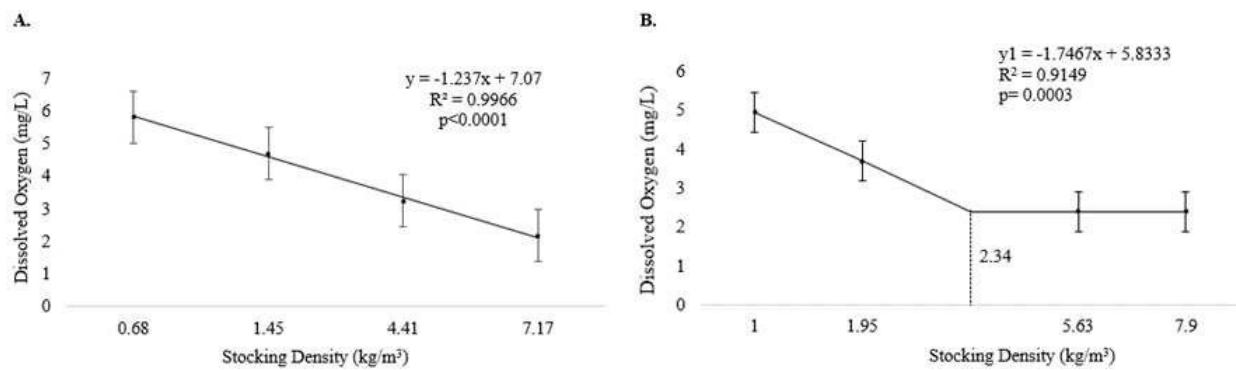 A.
y = -1.237x + 7.07
R² = 0.9966
p<0.0001
Dissolved Oxygen (mg/L)
7
6
5
4
3
2
1
0
0.68 1.45 4.41 7.17
Stocking Density (kg/m³)
B.
y1 = -1.7467x + 5.8333
R² = 0.9149
p= 0.0003
Dissolved Oxygen (mg/L)
6
5
4
3
2
1
0
2.34
1 1.95 5.63 7.9
Stocking Density (kg/m³)